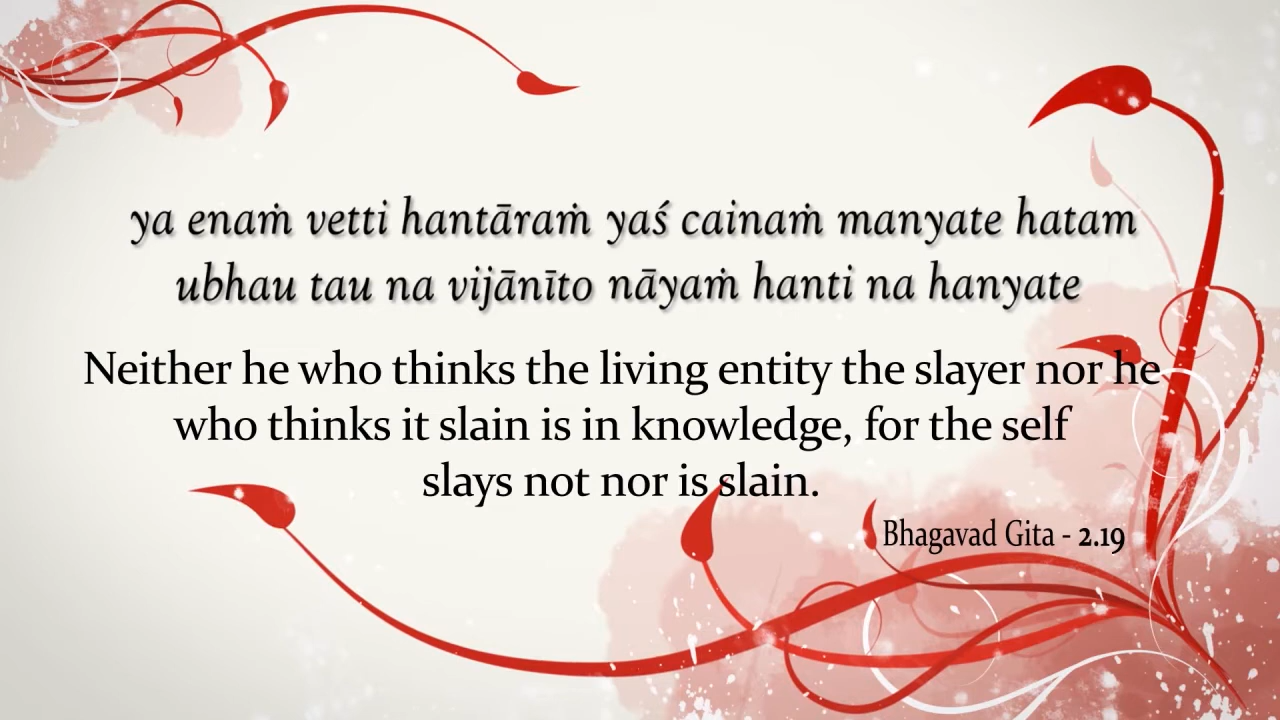 ya enaṁ vetti hantāraṁ yaś cainaṁ manyate hatam
ubhau tau na vijānīto nāyaṁ hanti na hanyate
Neither he who thinks the living entity the slayer nor he
who thinks it slain is in knowledge, for the self
slays not nor is slain.
Bhagavad Gita - 2.19